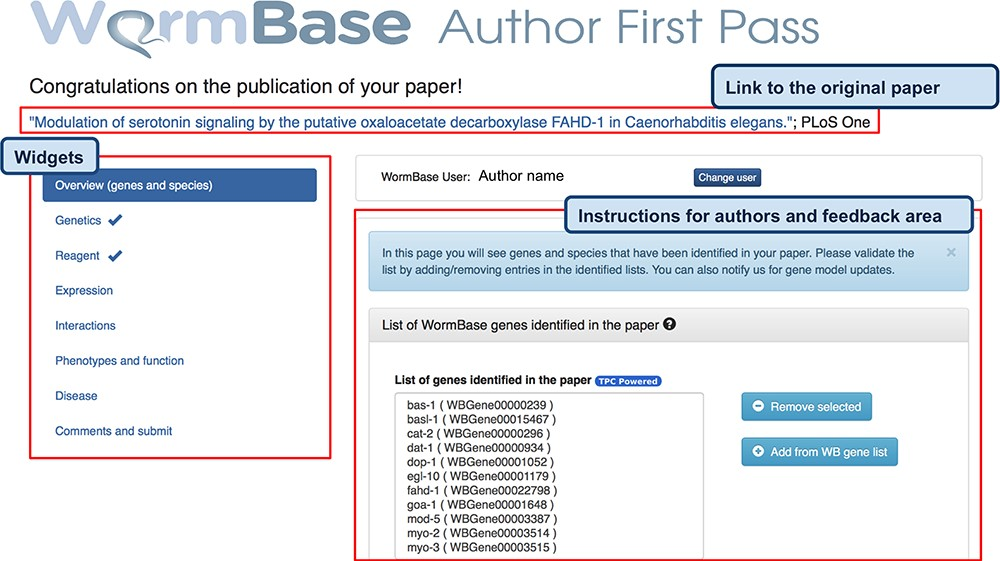 WormBase Author First Pass
Congratulations on the publication of your paper!
Link to the original paper
"Modulation of serotonin signaling by the putative oxaloacetate decarboxylase FAHD-1 in Caenorhabditis elegans."; PLoS One
Widgets
Overview (genes and species)
Genetics
Reagent
Expression
Interactions
Phenotypes and function
Disease
Comments and submit
WormBase User: Author name
Change user
Instructions for authors and feedback area
In this page you will see genes and species that have been identified in your paper. Please validate the
list by adding/removing entries in the identified lists. You can also notify us for gene model updates.
×
List of WormBase genes identified in the paper ?
List of genes identified in the paper TPC Powered
bas-1 ( WBGene00000239 )
basl-1 ( WBGene00015467 )
cat-2 ( WBGene00000296 )
dat-1 ( WBGene00000934 )
dop-1 ( WBGene00001052 )
egl-10 ( WBGene00001179 )
fahd-1 ( WBGene00022798 )
goa-1 ( WBGene00001648 )
mod-5 ( WBGene00003387 )
myo-2 ( WBGene00003514 )
myo-3 ( WBGene00003515 )
Remove selected
Add from WB gene list